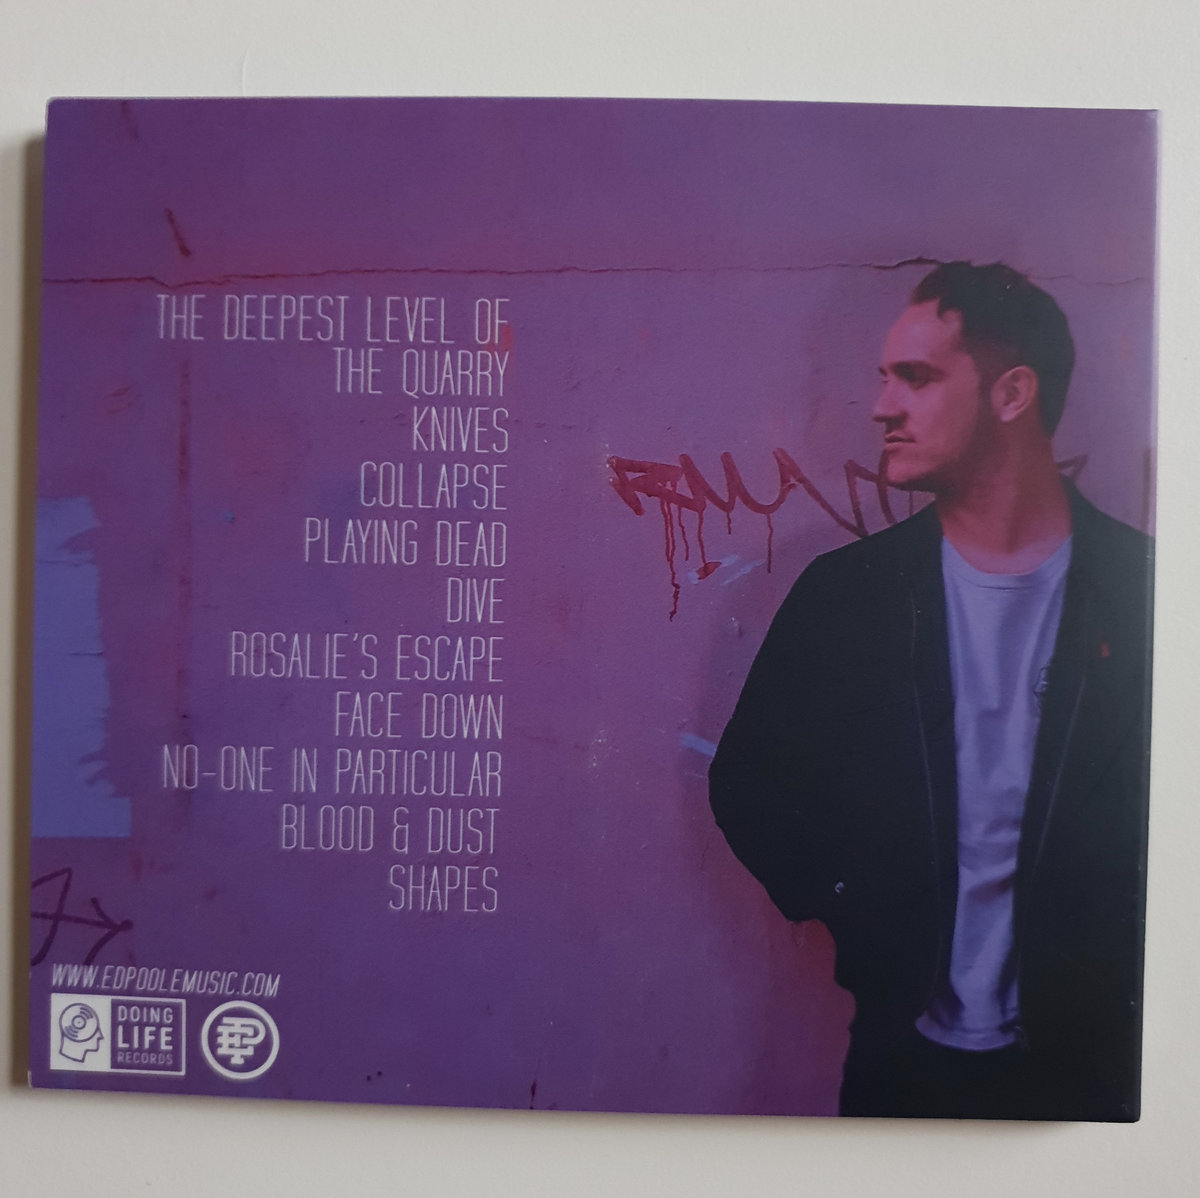 THE DEEPEST LEVEL OF
THE QUARRY
KNIVES
COLLAPSE
PLAYING DEAD
DIVE
ROSALIE'S ESCAPE
FACE DOWN
NO-ONE IN PARTICULAR
BLOOD & DUST
SHAPES
WWW.EDPOOLEMUSIC.COM
DOING
LIFE
RECORDS